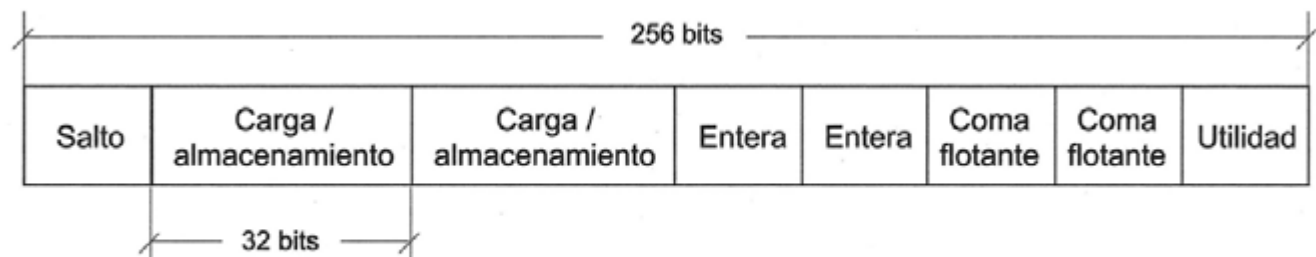 256 bits
Salto
Carga /
almacenamiento
Carga /
almacenamiento
Entera
Entera
Coma
flotante
Coma
flotante
Utilidad
32 bits